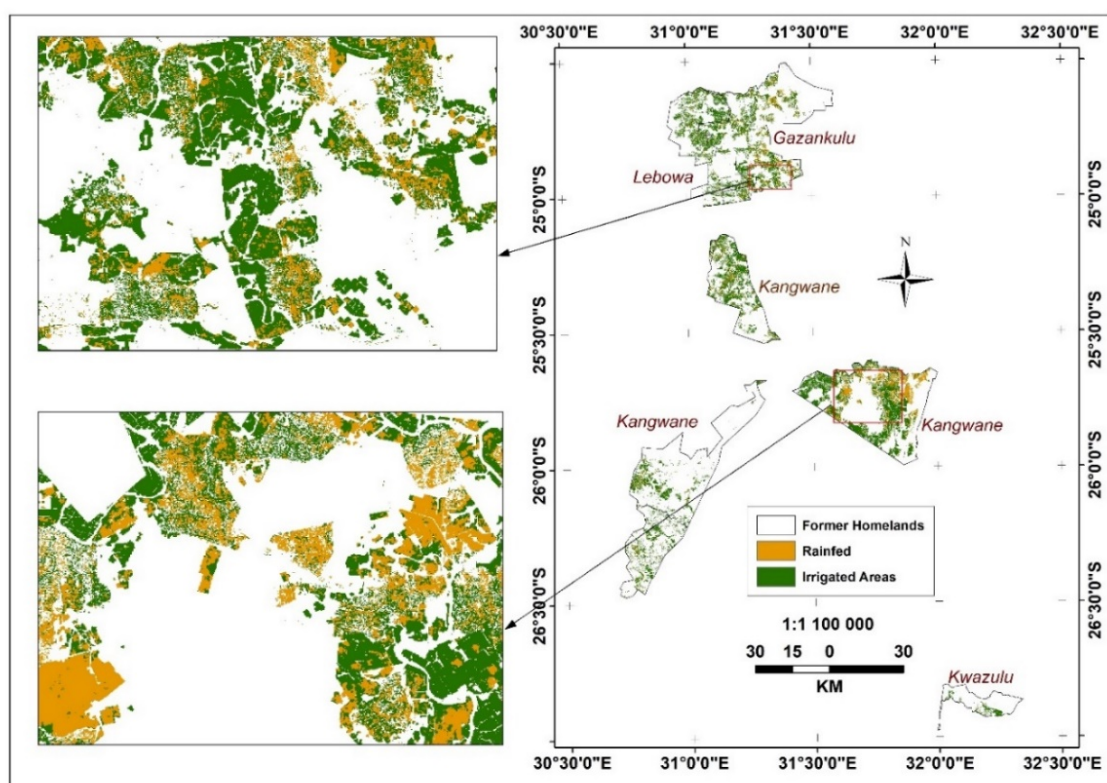 30°30'0"E 31°0'0"E 31°30'0"E 32°0'0"E 32°30'0"E
Gazankulu
Lebowa
25°0'0"S 25°0'0"S
N
Kangwane
25°30'0"S 25°30'0"S
Kangwane
Kangwane
26°0'0"S 26°0'0"S
Former Homelands
Rainfed
Irrigated Areas
26°30'0"S 26°30'0"S
1:1 100 000
30 15 0 30
KM
Kwazulu
30°30'0"E 31°0'0"E 31°30'0"E 32°0'0"E 32°30'0"E